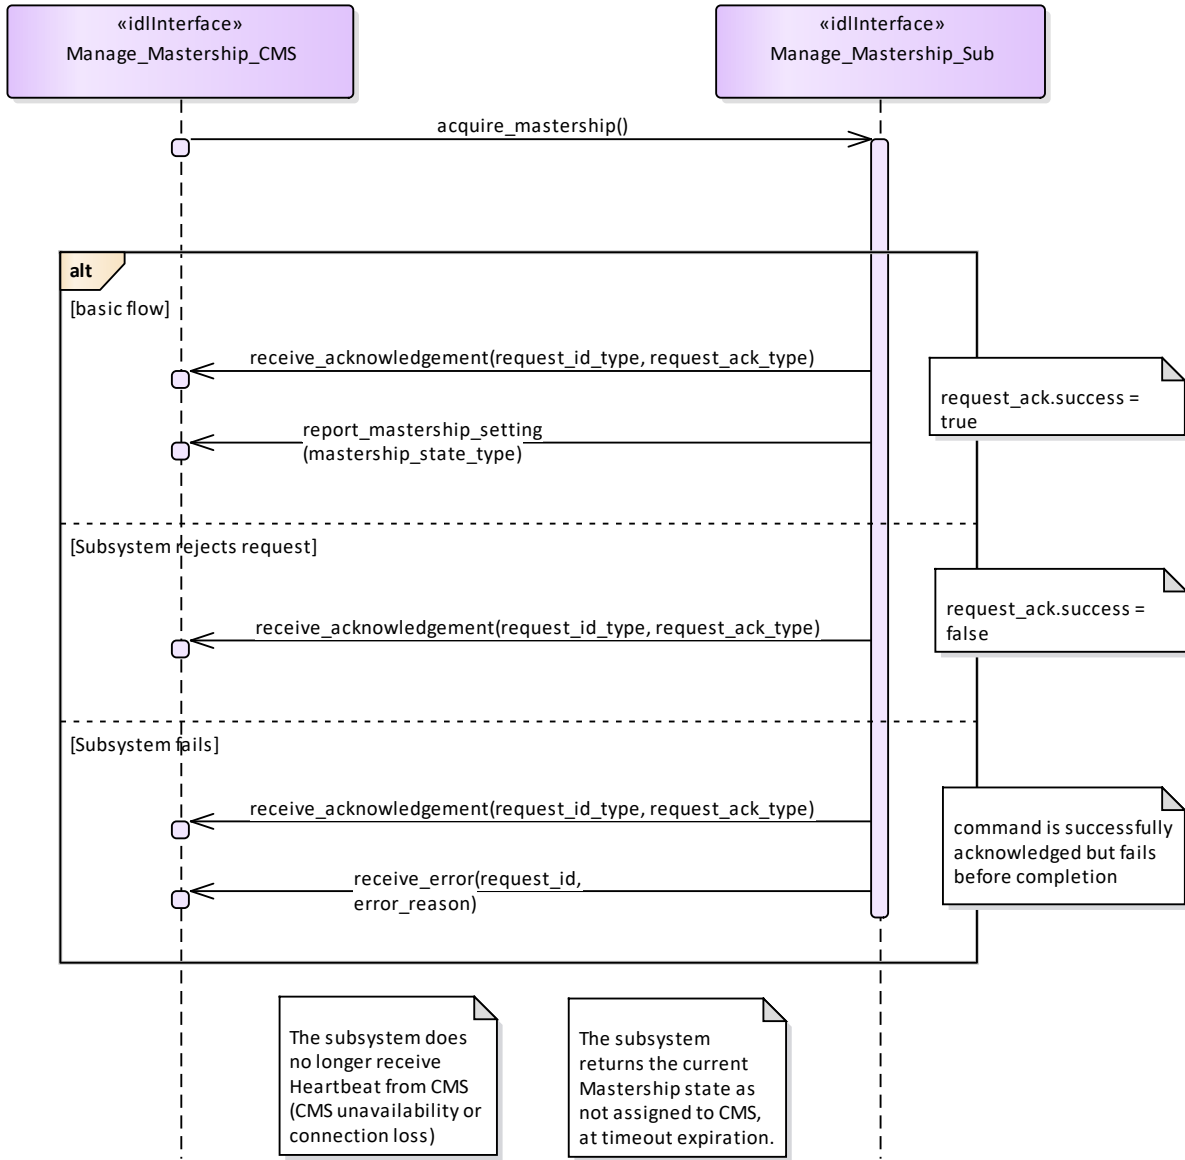 «idlInterface»
Manage_Mastership_CMS
«idlInterface»
Manage_Mastership_Sub
acquire_mastership()
alt
[basic flow]
receive_acknowledgement(request_id_type, request_ack_type)
request_ack.success =
true
report_mastership_setting
(mastership_state_type)
[Subsystem rejects request]
request_ack.success =
false
receive_acknowledgement(request_id_type, request_ack_type)
[Subsystem fails]
receive_acknowledgement(request_id_type, request_ack_type)
command is successfully
acknowledged but fails
before completion
receive_error(request_id,
error_reason)
The subsystem does
no longer receive
Heartbeat from CMS
(CMS unavailability or
connection loss)
The subsystem
returns the current
Mastership state as
not assigned to CMS,
at timeout expiration.